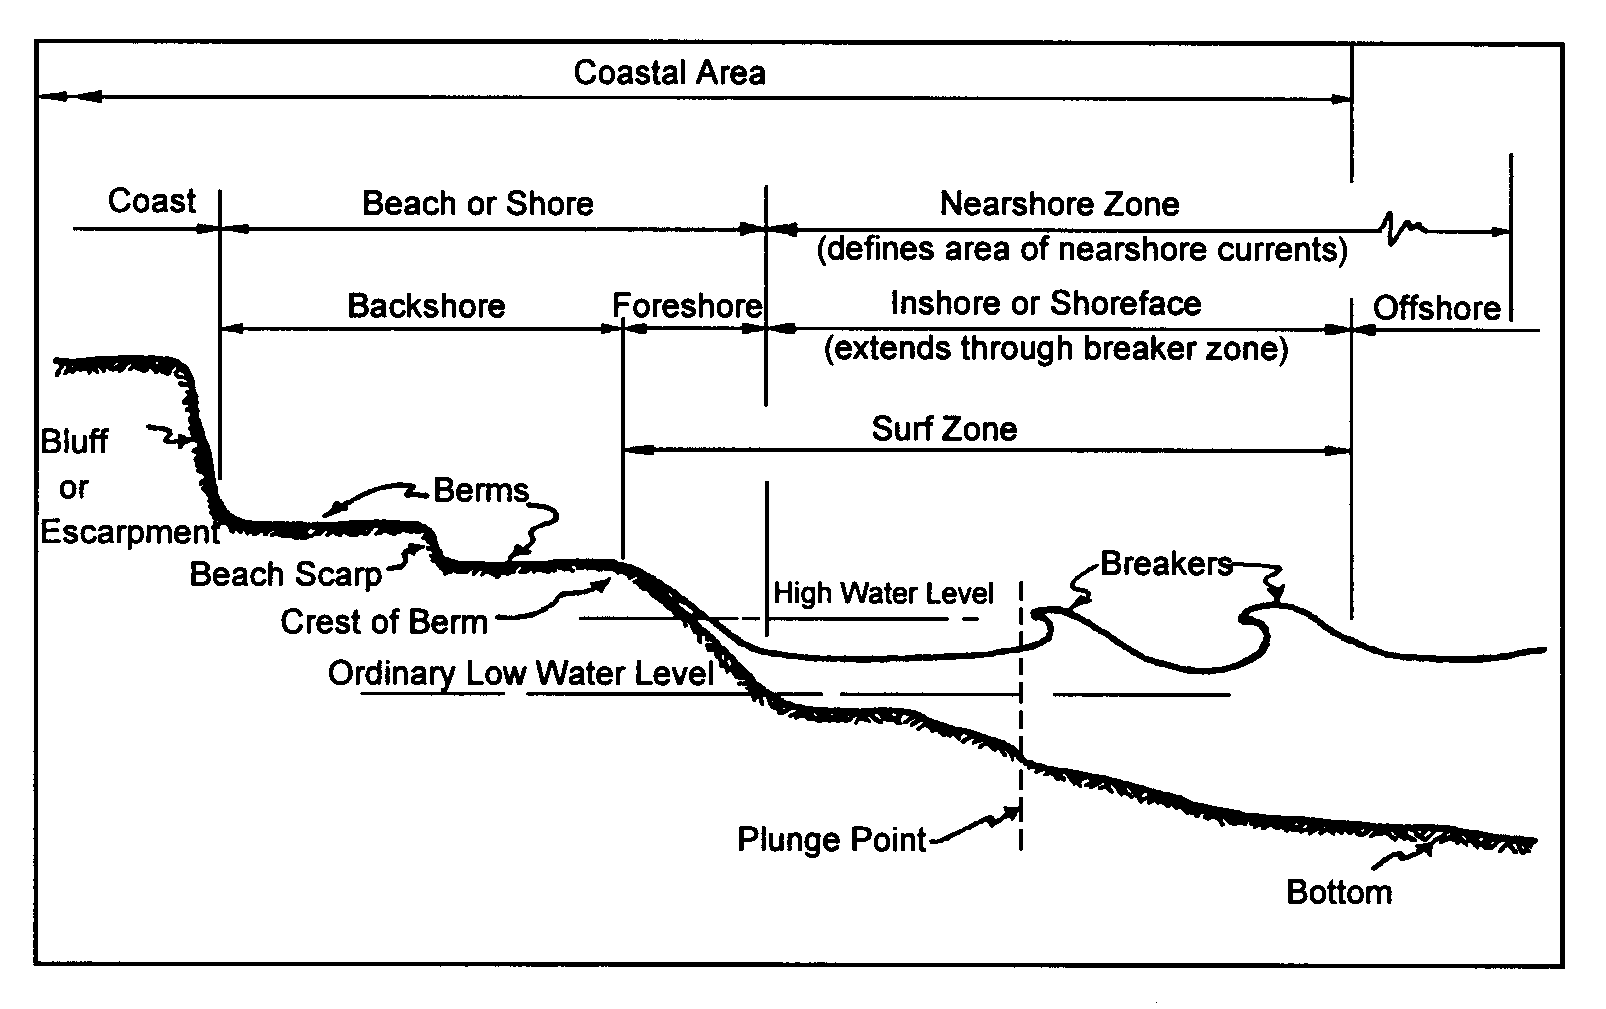 Coastal Area
Coast
Beach or Shore
Nearshore Zone
(defines area of nearshore currents)
Backshore
Foreshore
Inshore or Shoreface
Offshore
(extends through breaker zone)
Surf Zone
Bluff
or
Escarpment
Berms
Beach Scarp
Crest of Berm
High Water Level
Breakers
Ordinary Low Water Level
Plunge Point
Bottom